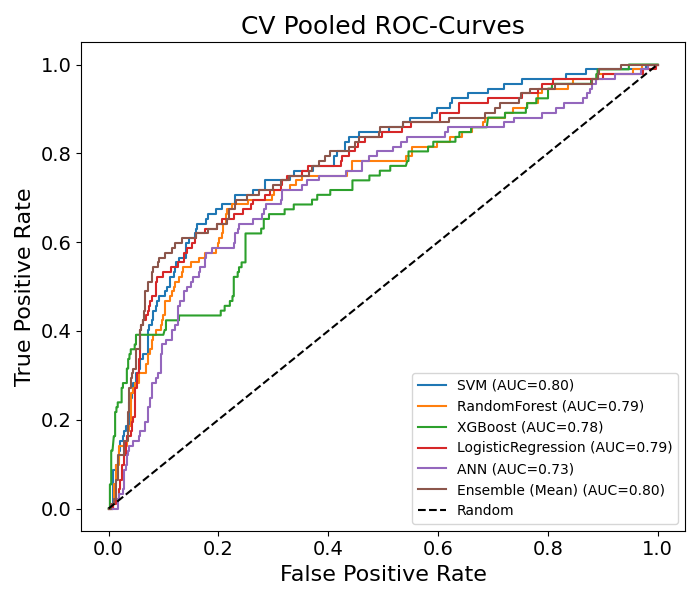 CV Pooled ROC-Curves
True Positive Rate
1.0
0.8
0.6
0.4
0.2
0.0
SVM (AUC=0.80)
RandomForest (AUC=0.79)
XGBoost (AUC=0.78)
LogisticRegression (AUC=0.79)
ANN (AUC=0.73)
Ensemble (Mean) (AUC=0.80)
Random
0.0 0.2 0.4 0.6 0.8 1.0
False Positive Rate